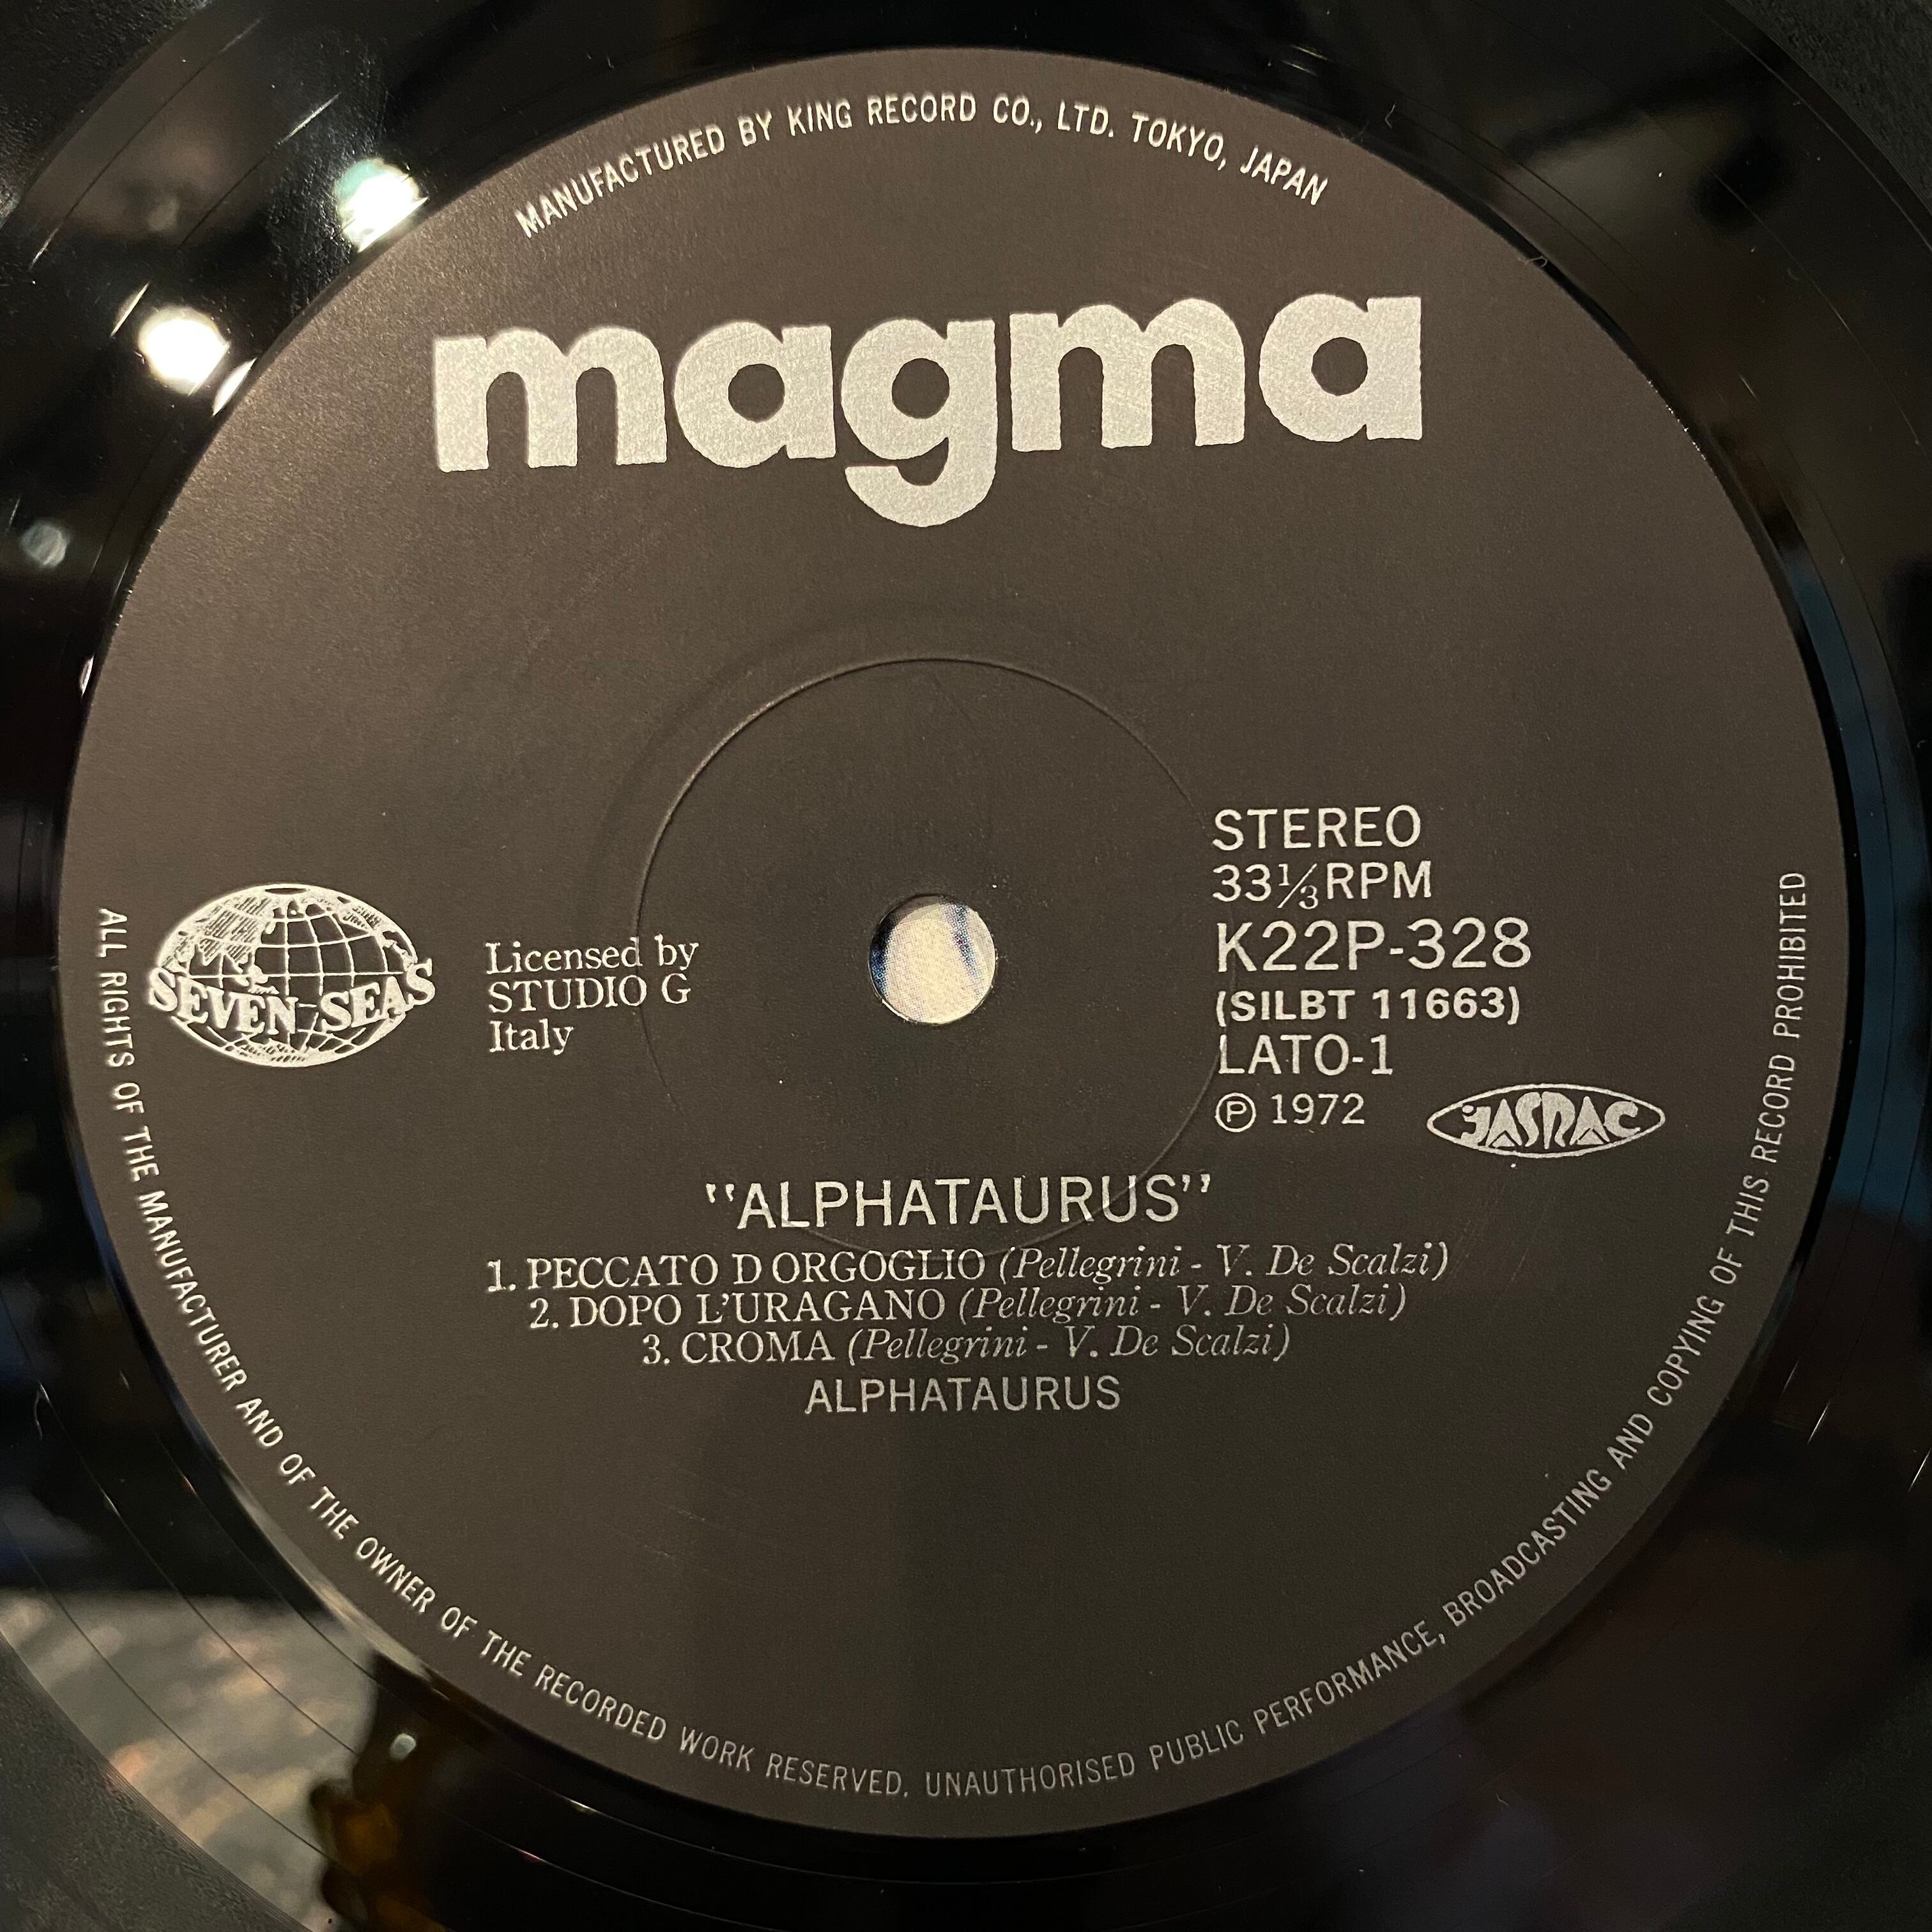 MANUFACTURED BY KING RECORD CO., LTD. TOKYO, JAPAN
magma
SEVEN SEAS
Licensed by
STUDIO G
Italy
STEREO
33⅓RPM
K22P-328
(SILBT 11663)
LATO-1
Ⓟ 1972
JASRAC
"ALPHATAURUS"
1. PECCATO D ORGOGLIO (Pellegrini - V. De Scalzi)
2. DOPO L'URAGANO (Pellegrini - V. De Scalzi)
3. CROMA (Pellegrini - V. De Scalzi)
ALPHATAURUS
ALL RIGHTS OF THE MANUFACTURER AND OF THE OWNER OF THE RECORDED WORK RESERVED. UNAUTHORISED PUBLIC PERFORMANCE, BROADCASTING AND COPYING OF THIS RECORD PROHIBITED